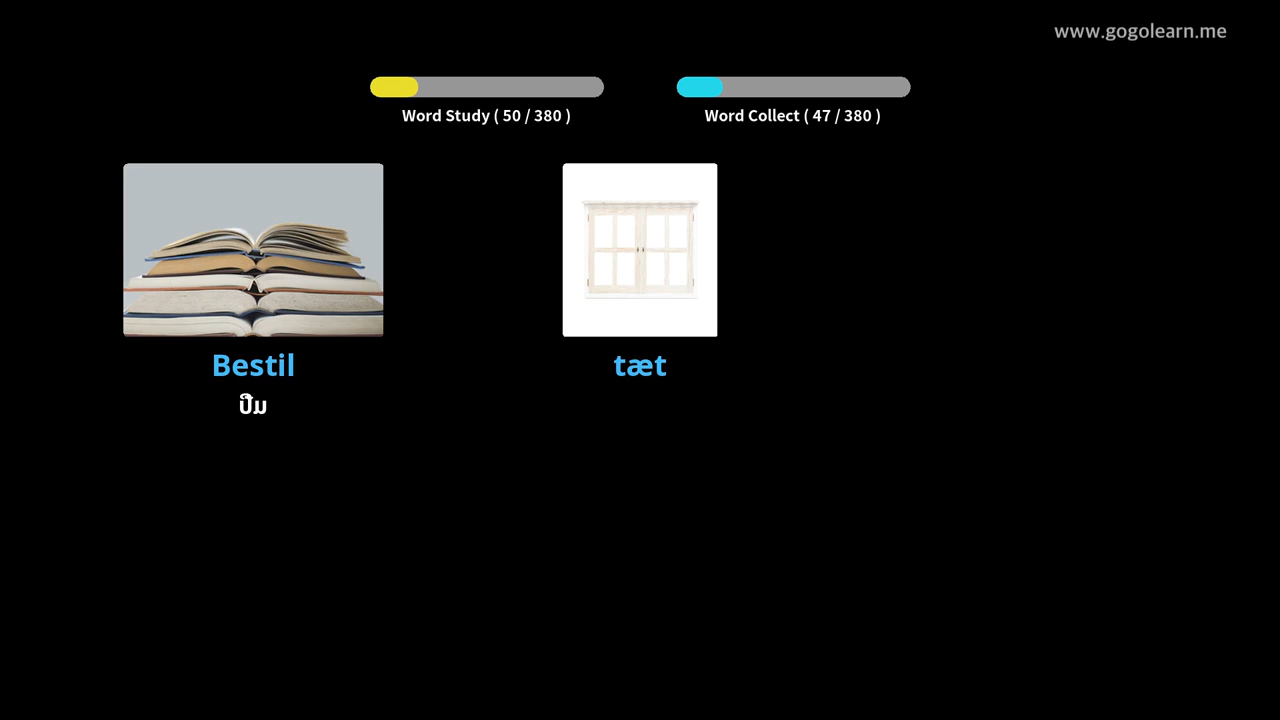 www.gogolearn.me
Word Study ( 50 / 380 )
Word Collect ( 47 / 380 )
Bestil
tæt
ປຶ້ມ